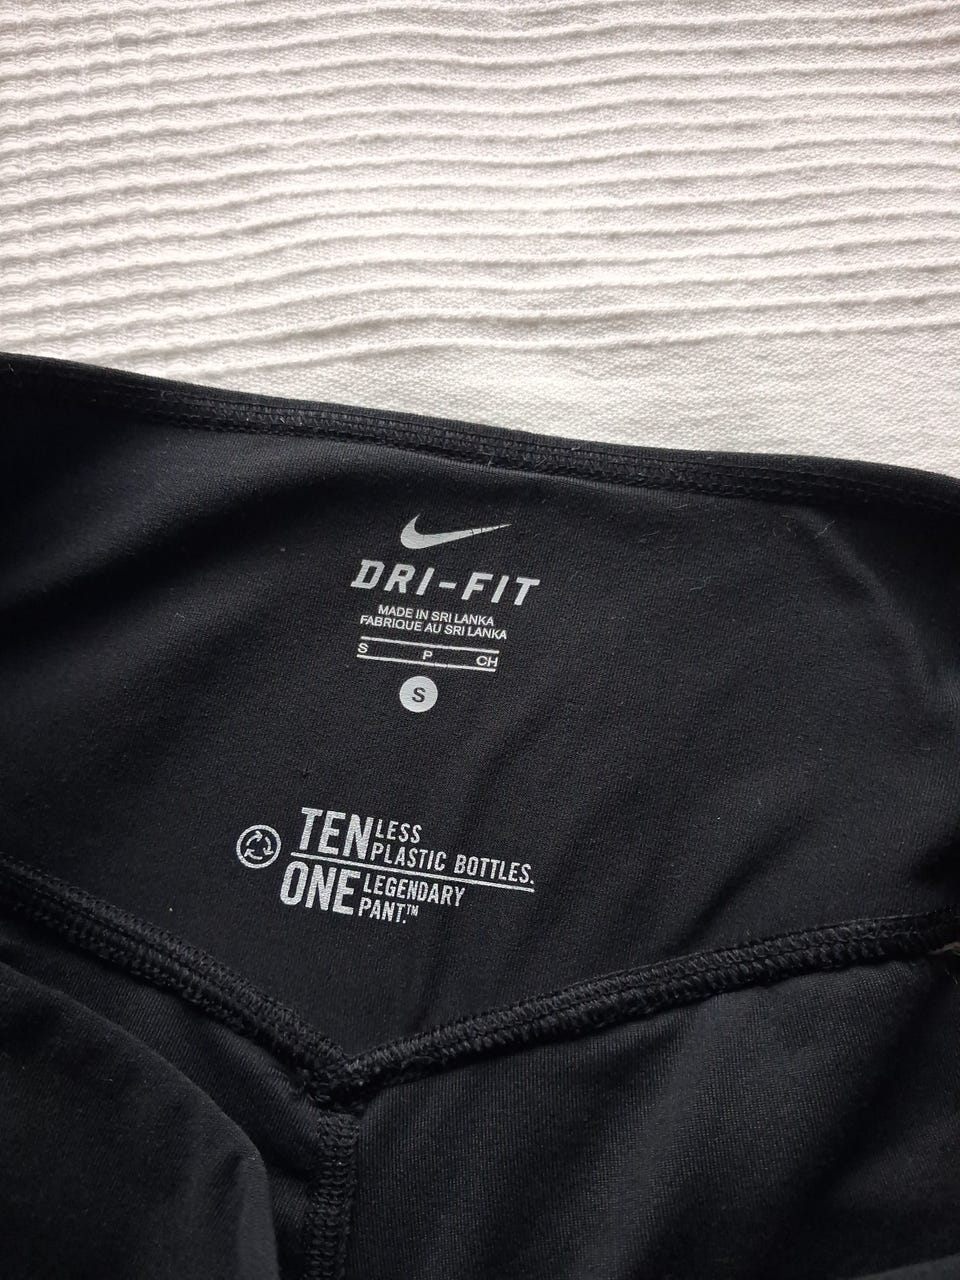 DRI-FIT
MADE IN SRI LANKA
FABRIQUE AU SRI LANKA
S P CH
S
TEN LESS
PLASTIC BOTTLES.
ONE LEGENDARY
PANT.™